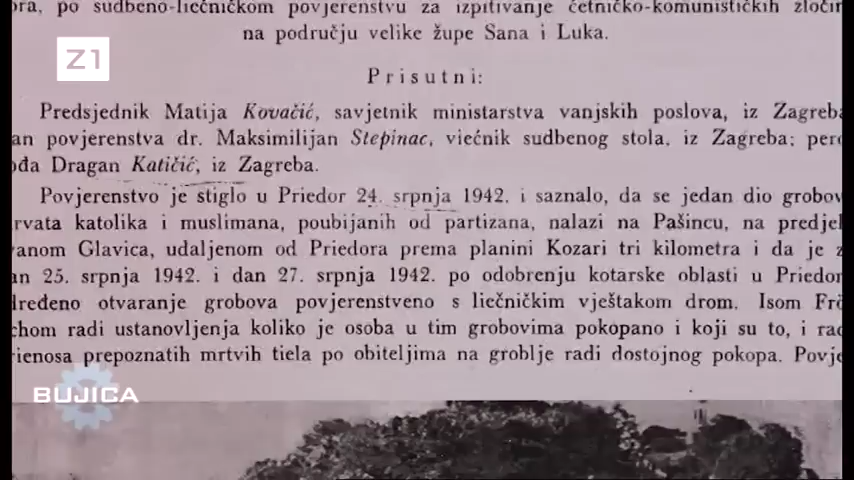 Z1
ora, po sudbeno-liečničkom povjerenstvu za izpitivanje četničko-komunističkih zločin
na području velike župe Sana i Luka.
Prisutni:
Predsjednik Matija Kovačić, savjetnik ministarstva vanjskih poslova, iz Zagreba
an povjerenstva dr. Maksimilijan Stepinac, viećnik sudbenog stola, iz Zagreba; pero
ođa Dragan Katičić, iz Zagreba.
Povjerenstvo je stiglo u Priedor 24. srpnja 1942. i saznalo, da se jedan dio grobov
rvata katolika i muslimana, poubijanih od partizana, nalazi na Pašincu, na predjel
vanom Glavica, udaljenom od Priedora prema planini Kozari tri kilometra i da je z
an 25. srpnja 1942. i dan 27. srpnja 1942. po odobrenju kotarske oblasti u Priedor
dređeno otvaranje grobova povjerenstveno s liečničkim vještakom drom. Isom Frč
chom radi ustanovljenja koliko je osoba u tim grobovima pokopano i koji su to, i rad
rienosa prepoznatih mrtvih tiela po obiteljima na groblje radi dostojnog pokopa. Povje
BUJICA